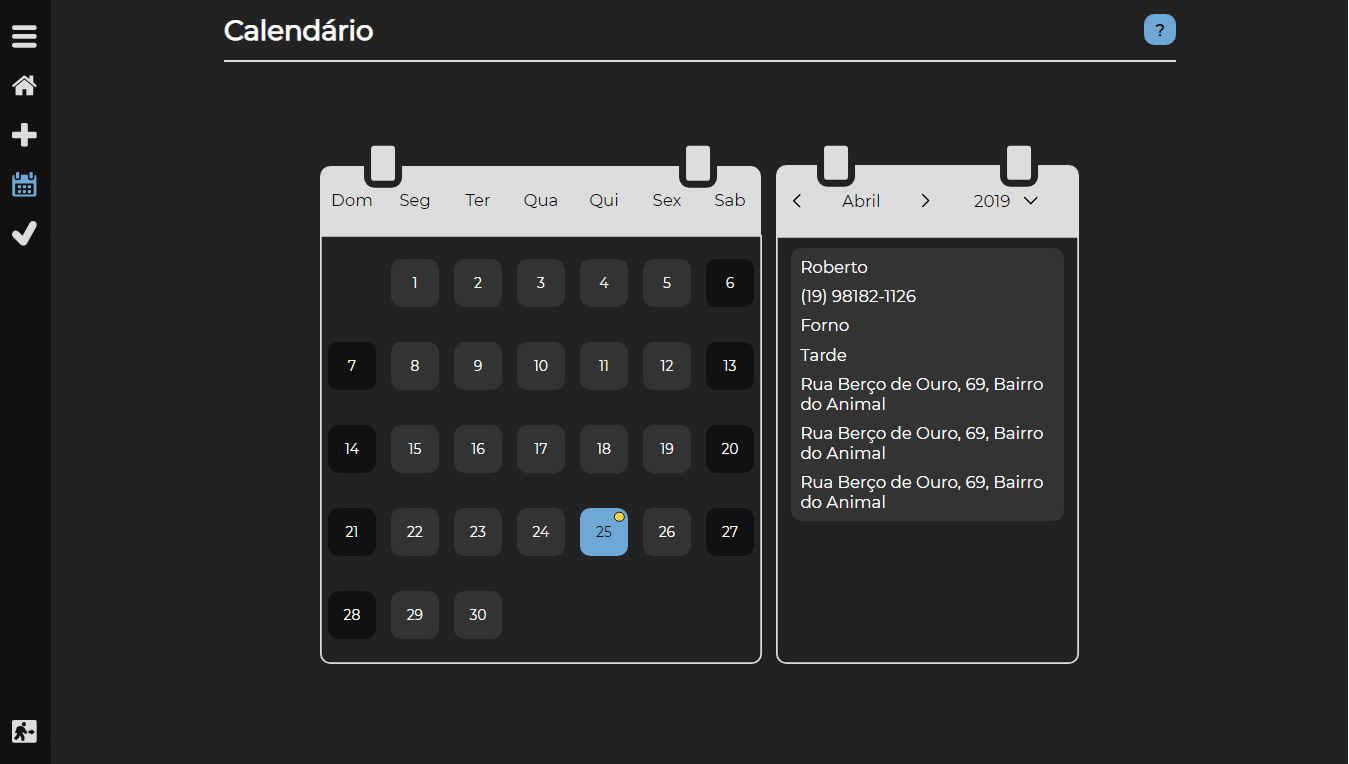 Calendário
?
Dom Seg Ter Qua Qui Sex Sab
1 2 3 4 5 6
7 8 9 10 11 12 13
14 15 16 17 18 19 20
21 22 23 24 25 26 27
28 29 30
Abril 2019
Roberto
(19) 98182-1126
Forno
Tarde
Rua Berço de Ouro, 69, Bairro
do Animal
Rua Berço de Ouro, 69, Bairro
do Animal
Rua Berço de Ouro, 69, Bairro
do Animal